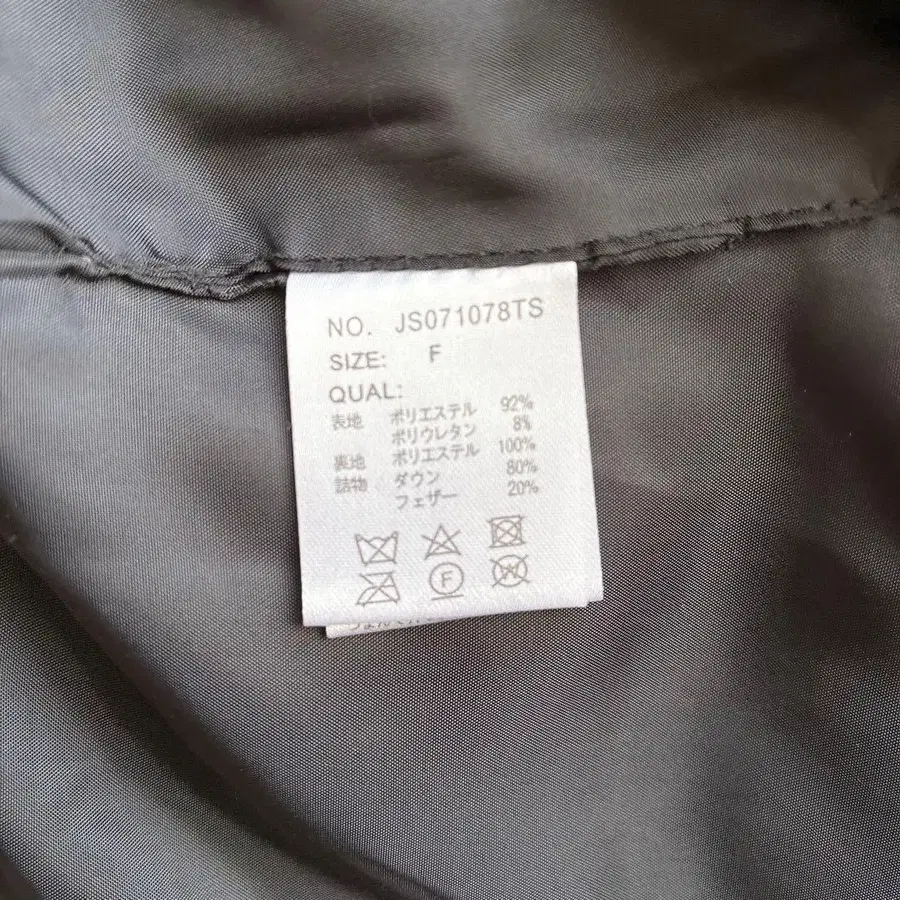 NO. JS071078TS
SIZE: F
QUAL:
表地 ポリエステル 92%
ポリウレタン 8%
裏地 ポリエステル 100%
詰物 ダウン 80%
フェザー 20%
F
W